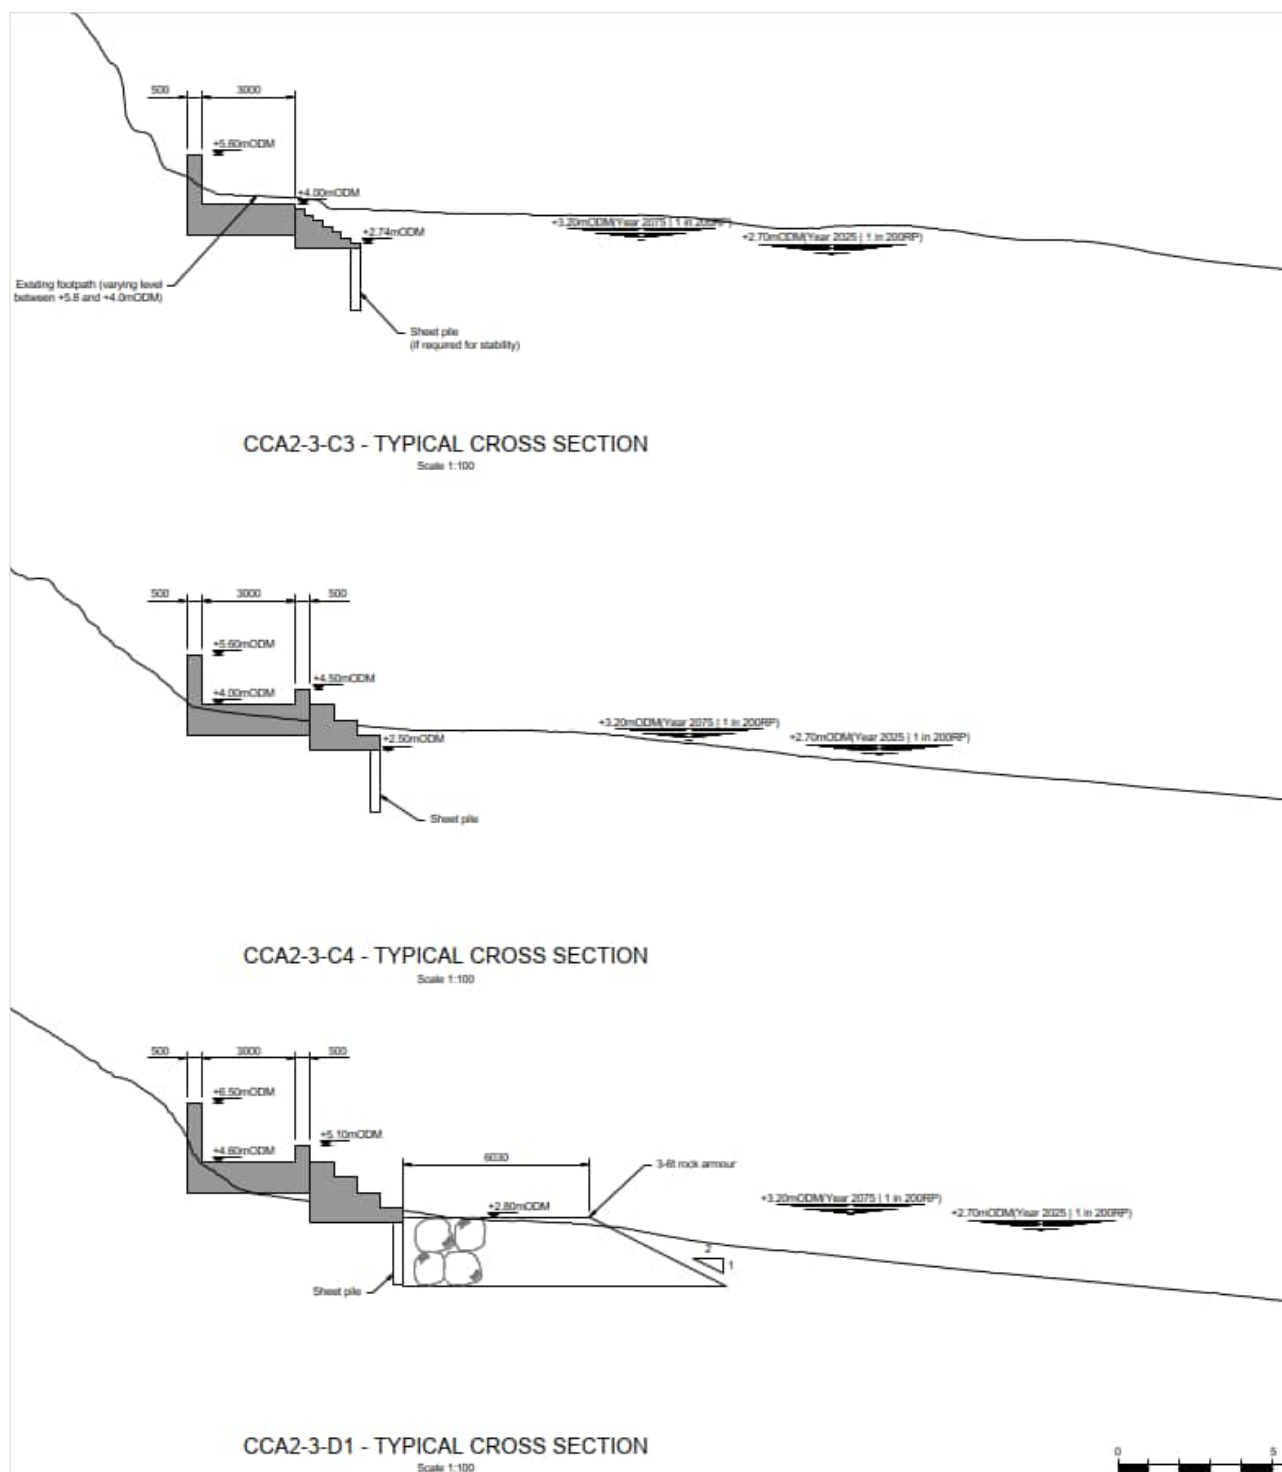 500
3000
+5.60mODM
+4.00mODM
+2.74mODM
+3.20mODM(Year 2075 | 1 in 200RP)
+2.70mODM(Year 2025 | 1 in 200RP)
Existing footpath (varying level
between +5.8 and +4.0mODM)
Sheet pile
(if required for stability)
CCA2-3-C3 - TYPICAL CROSS SECTION
Scale 1:100
500
3000
500
+5.60mODM
+4.50mODM
+4.00mODM
+3.20mODM(Year 2075 | 1 in 200RP)
+2.70mODM(Year 2025 | 1 in 200RP)
+2.50mODM
Sheet pile
CCA2-3-C4 - TYPICAL CROSS SECTION
Scale 1:100
500
3000
500
+6.50mODM
+5.10mODM
+4.60mODM
6030
3-6t rock armour
+2.80mODM
+3.20mODM(Year 2075 | 1 in 200RP)
+2.70mODM(Year 2025 | 1 in 200RP)
2
1
Sheet pile
CCA2-3-D1 - TYPICAL CROSS SECTION
Scale 1:100
0
5